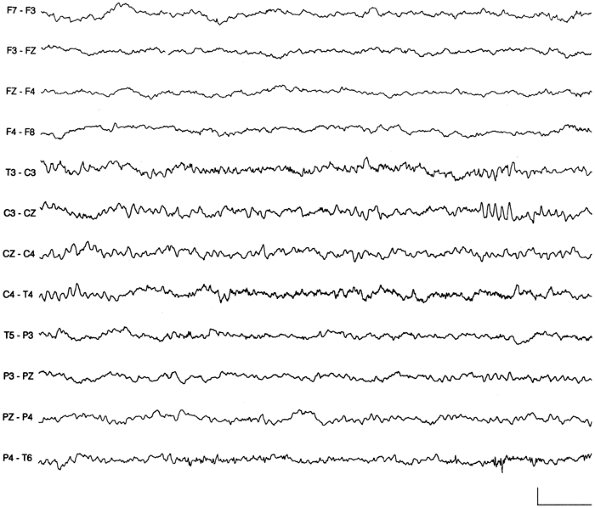 F7 - F3
F3 - FZ
FZ - F4
F4 - F8
T3 - C3
C3 - CZ
CZ - C4
C4 - T4
T5 - P3
P3 - PZ
PZ - P4
P4 - T6